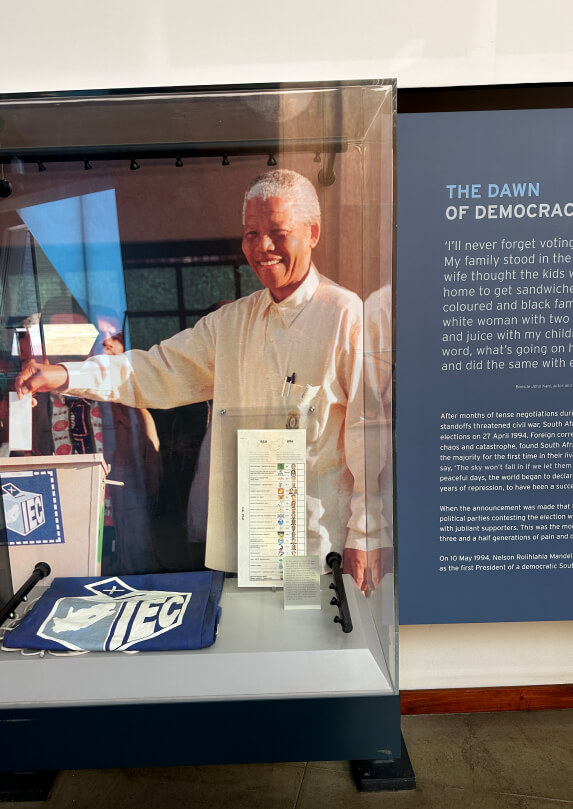 IEC
IEC
THE DAWN
OF DEMOCRAC
'I'll never forget voting
My family stood in the
wife thought the kids w
home to get sandwiche
coloured and black fam
white woman with two
and juice with my childr
word, what's going on h
and did the same with e
After months of tense negotiations duri
standoffs threatened civil war, South Afr
elections on 27 April 1994. Foreign corre
chaos and catastrophe, found South Afri
the majority for the first time in their live
say, 'The sky won't fall in if we let them
peaceful days, the world began to declar
years of repression, to have been a succe
When the announcement was made that
political parties contesting the election w
with jubilant supporters. This was the mo
three and a half generations of pain and d
On 10 May 1994, Nelson Rolihlahla Mandel
as the first President of a democratic Sout